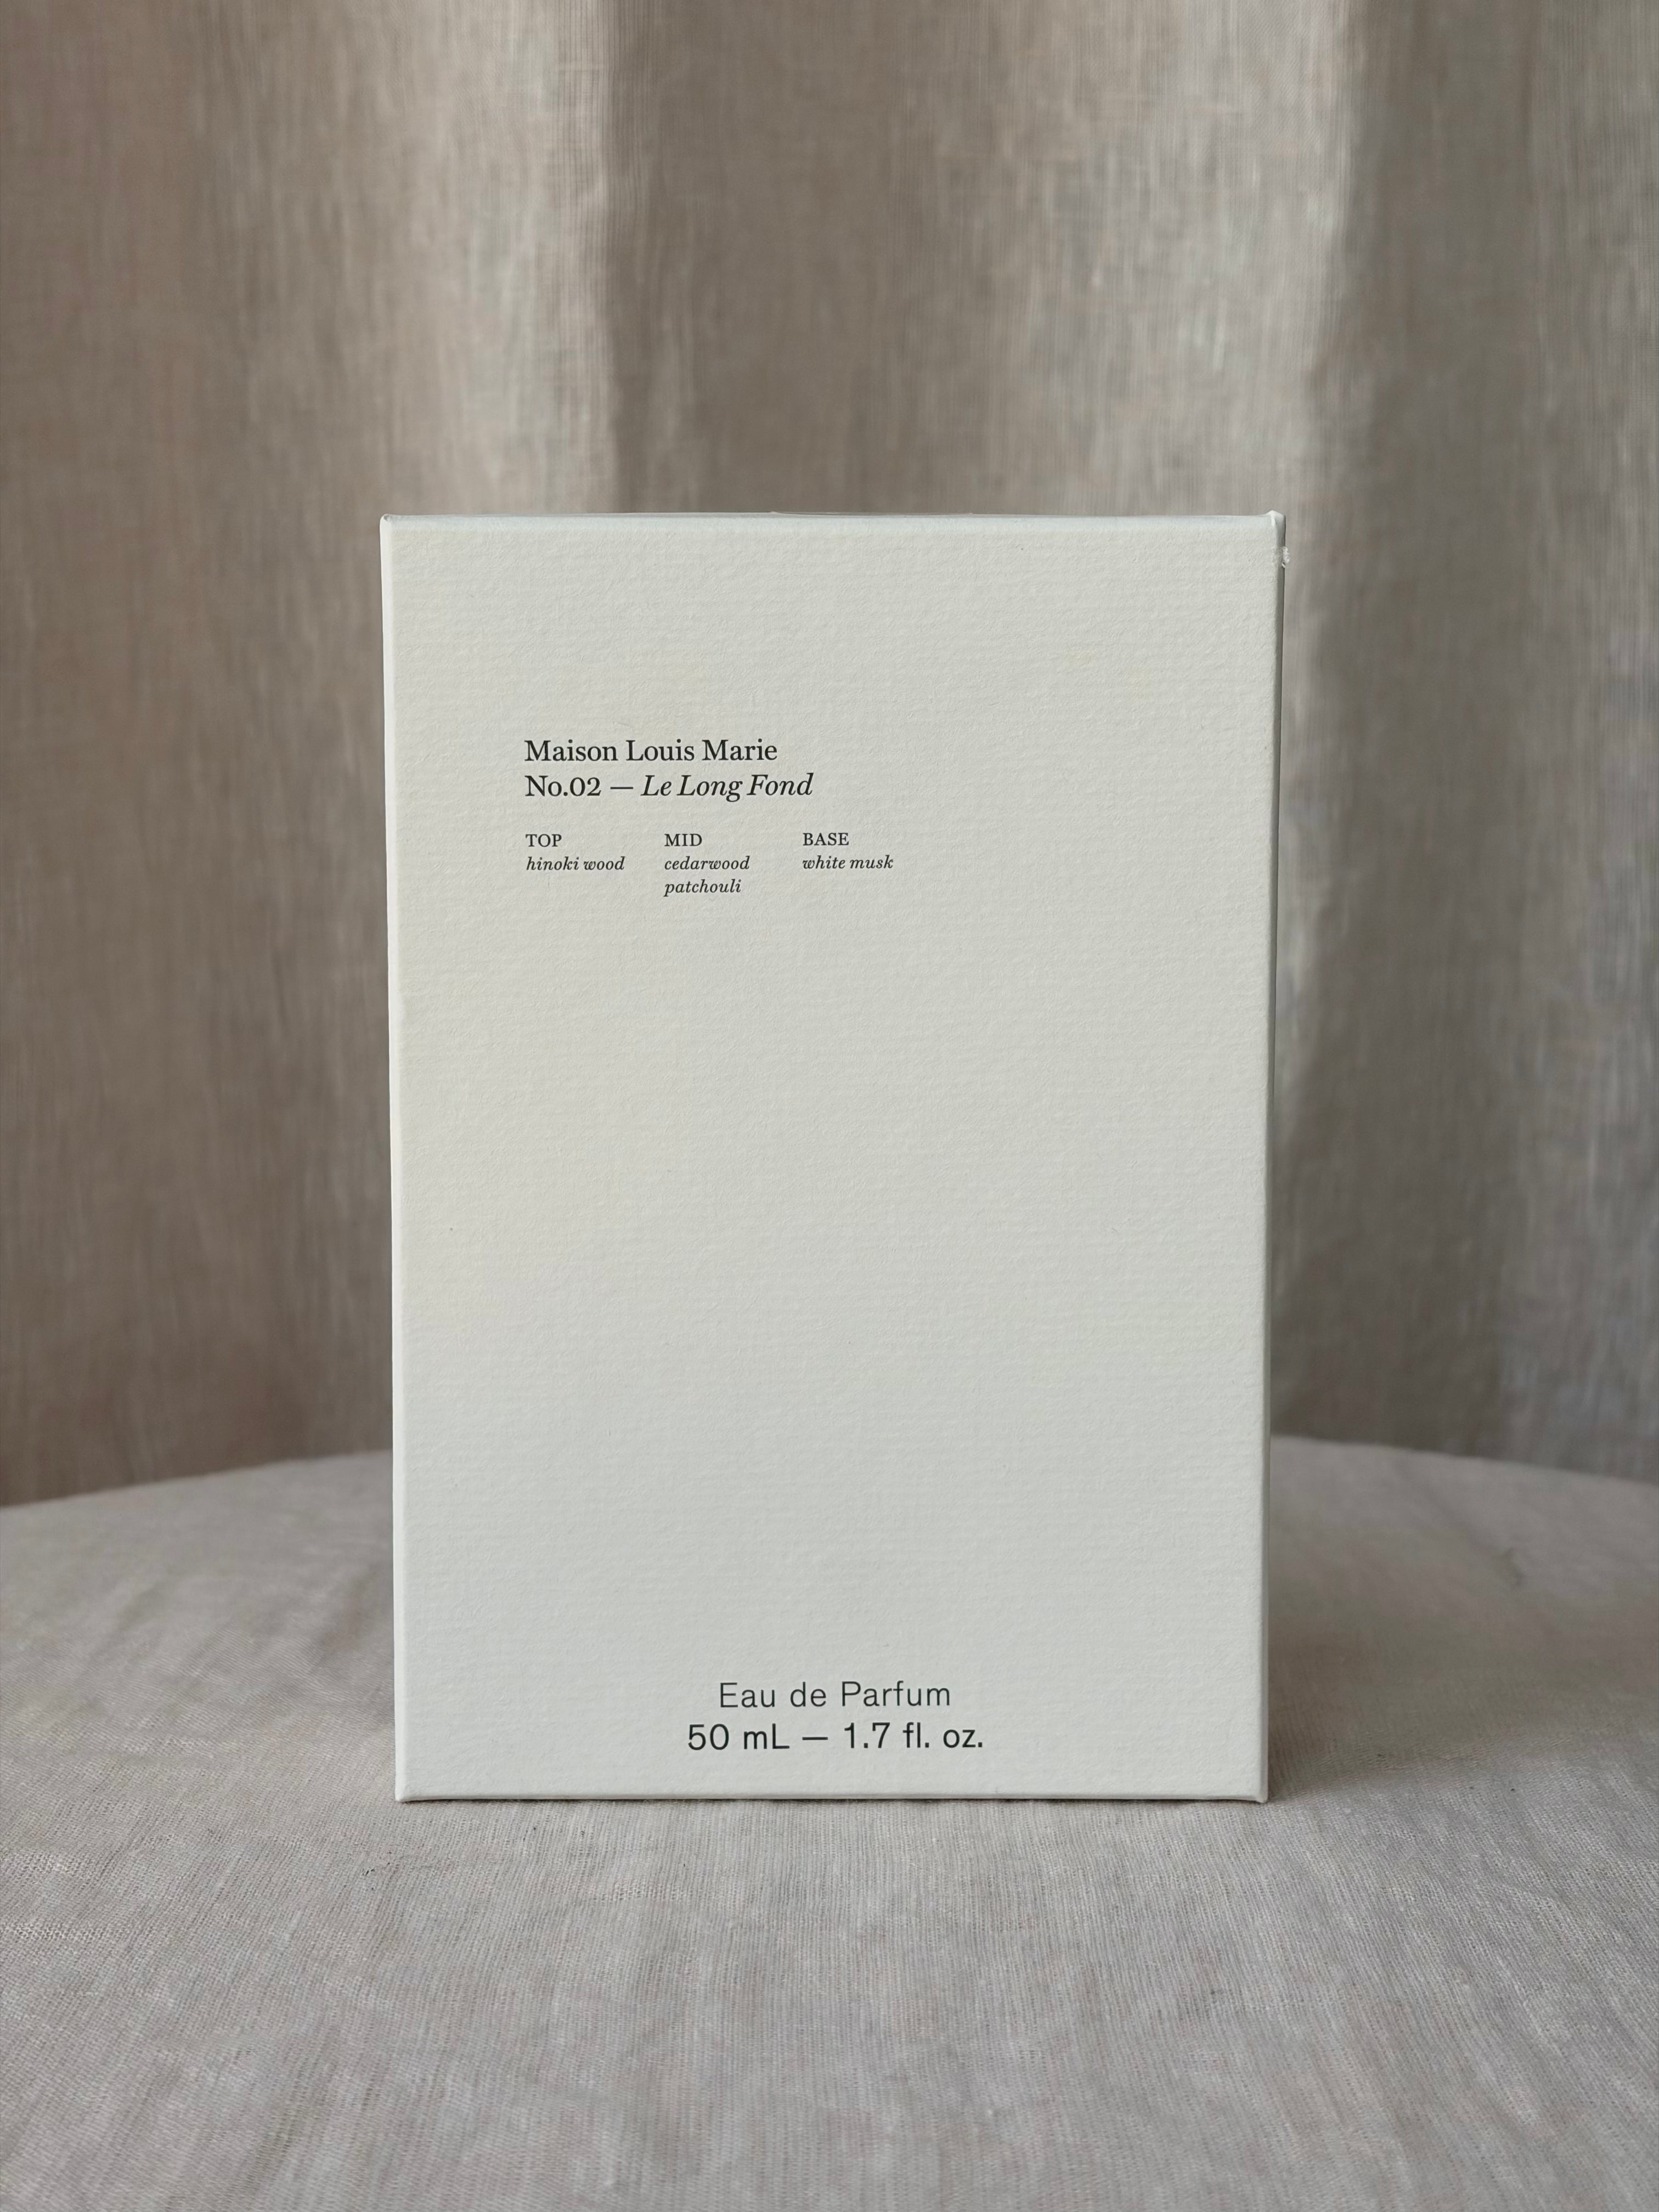 Maison Louis Marie
No.02 — Le Long Fond
TOP MID BASE
hinoki wood cedarwood white musk
patchouli
Eau de Parfum
50 mL — 1.7 fl. oz.